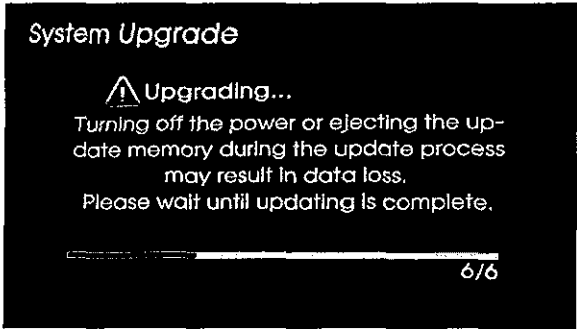 System Upgrade
Upgrading...
Turning off the power or ejecting the up-
date memory during the update process
may result in data loss.
Please wait until updating is complete.
6/6